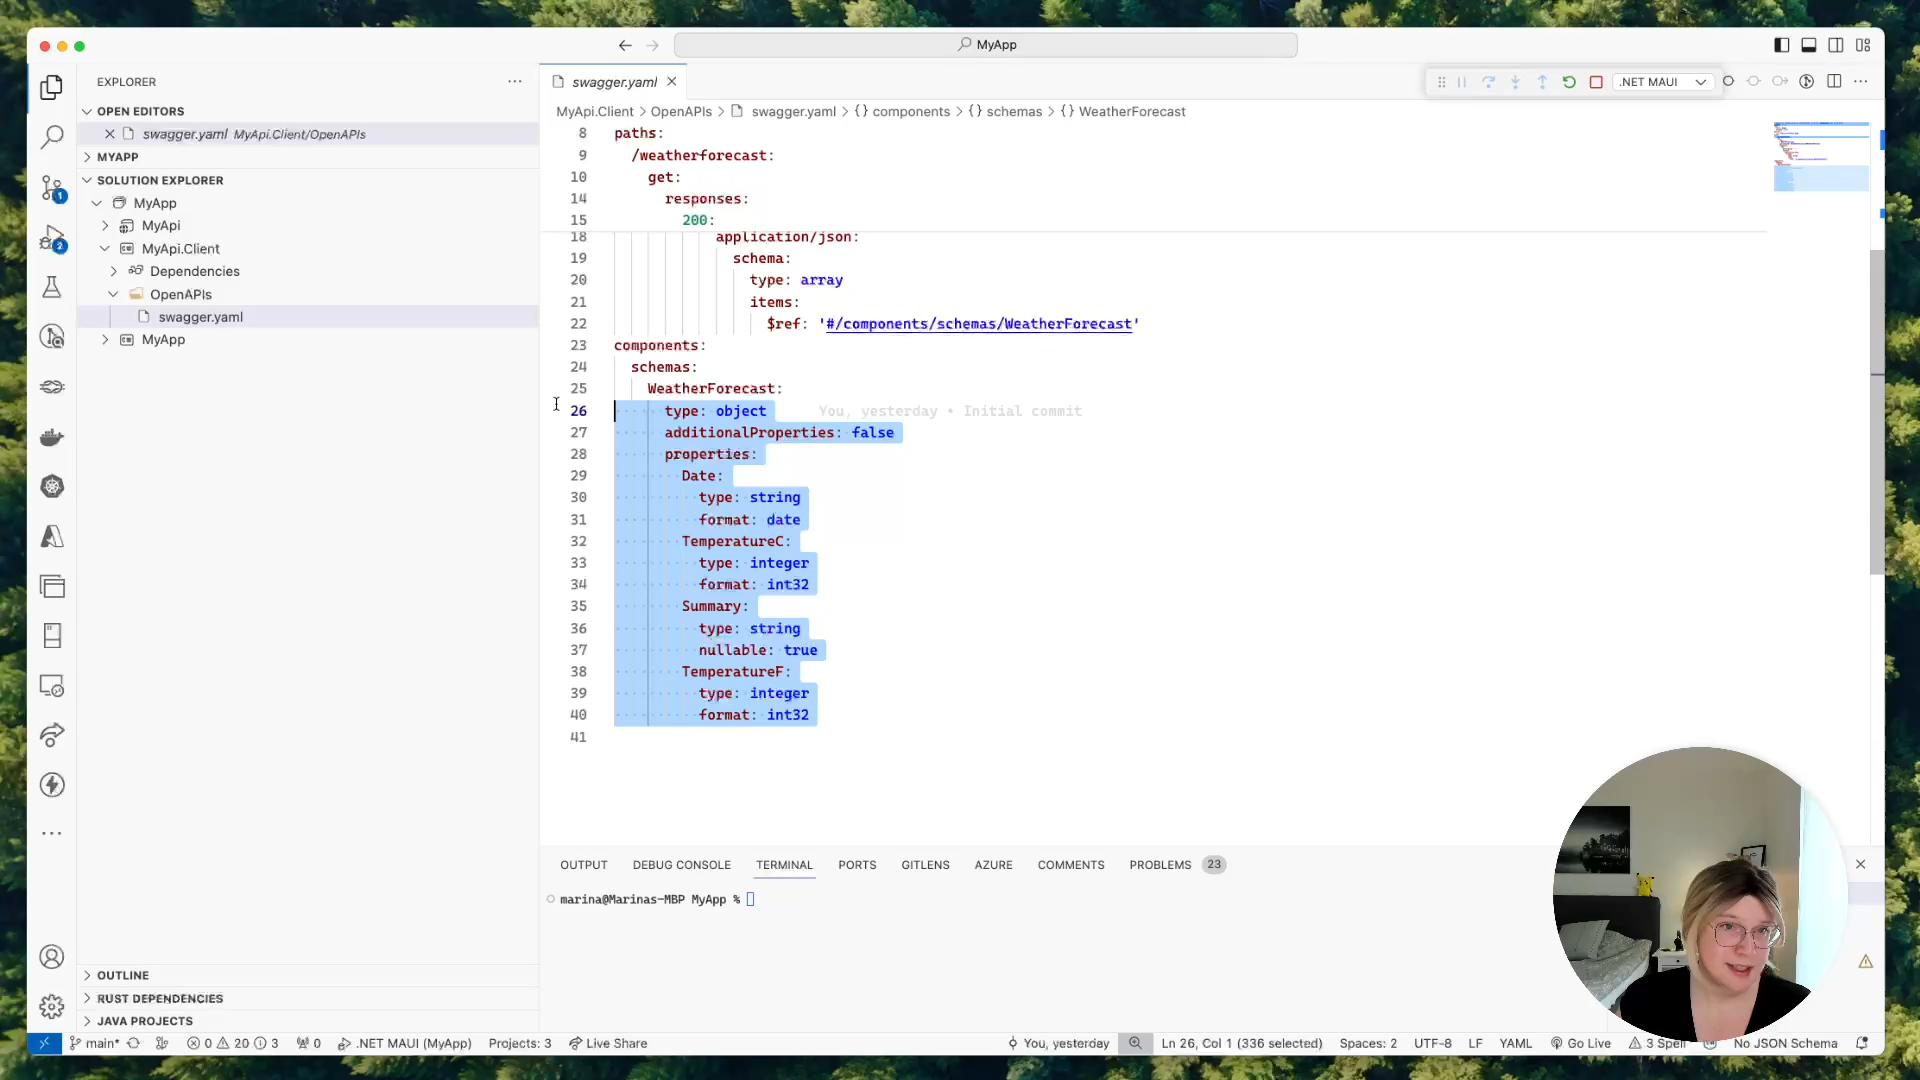 MyApp
EXPLORER
OPEN EDITORS
swagger.yaml MyApi.Client/OpenAPIs
MYAPP
SOLUTION EXPLORER
MyApp
MyApi
MyApi.Client
Dependencies
OpenAPIs
swagger.yaml
MyApp
OUTLINE
RUST DEPENDENCIES
JAVA PROJECTS
1
2
swagger.yaml
.NET MAUI
MyApi.Client > OpenAPIs > swagger.yaml > {} components > {} schemas > {} WeatherForecast
8 paths:
9 /weatherforecast:
10 get:
14 responses:
15 200:
18 application/json:
19 schema:
20 type: array
21 items:
22 $ref: '#/components/schemas/WeatherForecast'
23 components:
24 schemas:
25 WeatherForecast:
26 type: object You, yesterday • Initial commit
27 additionalProperties: false
28 properties:
29 Date:
30 type: string
31 format: date
32 TemperatureC:
33 type: integer
34 format: int32
35 Summary:
36 type: string
37 nullable: true
38 TemperatureF:
39 type: integer
40 format: int32
41
OUTPUT DEBUG CONSOLE TERMINAL PORTS GITLENS AZURE COMMENTS PROBLEMS 23
marina@Marinas-MBP MyApp %
main* 0 20 3 0 .NET MAUI (MyApp) Projects: 3 Live Share You, yesterday Ln 26, Col 1 (336 selected) Spaces: 2 UTF-8 LF YAML Go Live 3 Spell No JSON Schema